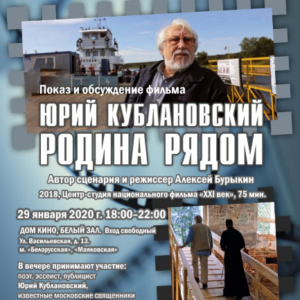 Показ и обсуждение фильма
ЮРИЙ КУБЛАНОВСКИЙ
РОДИНА РЯДОМ
Автор сценария и режиссер Алексей Бурыкин
2018, Центр-студия национального фильма «XXI век», 75 мин.
29 января 2020 г. 18:00–22:00
ДОМ КИНО, БЕЛЫЙ ЗАЛ. Вход свободный
Ул. Васильевская, д. 13.
м. «Белорусская», «Маяковская»
В вечере принимают участие:
поэт, эссеист, публицист
Юрий Кублановский,
известные московские священники